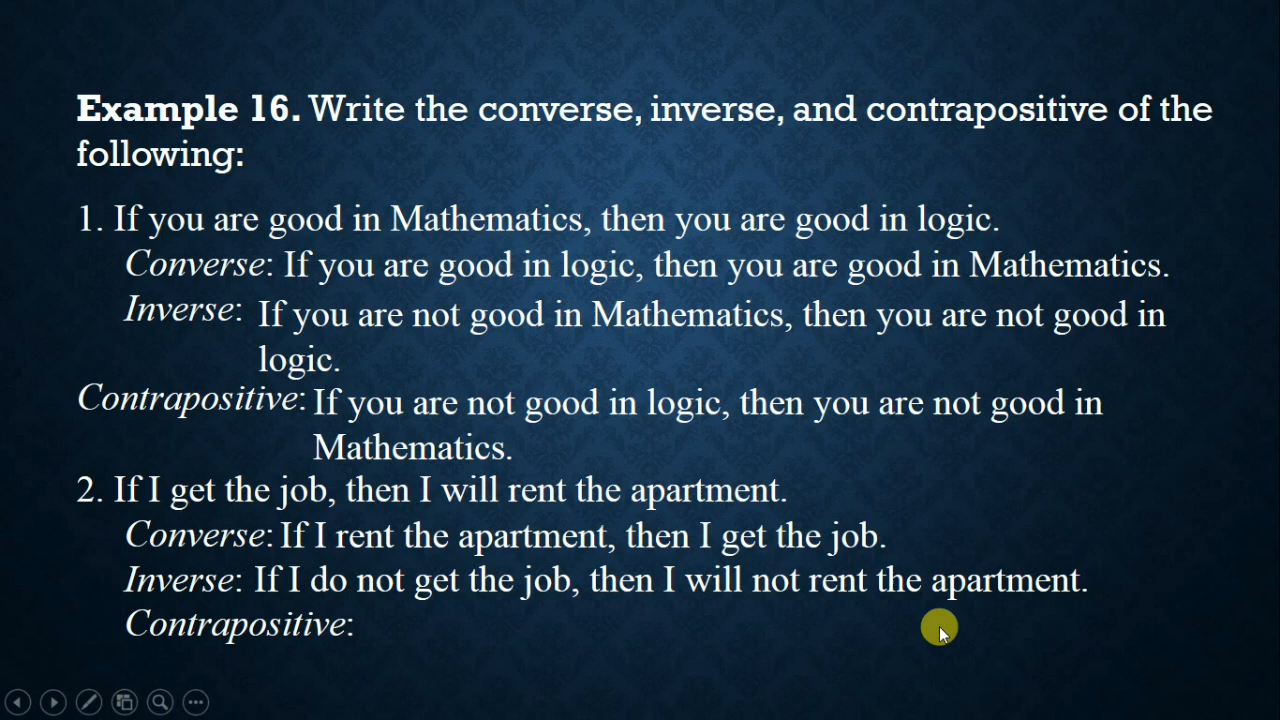 Example 16. Write the converse, inverse, and contrapositive of the
following:
1. If you are good in Mathematics, then you are good in logic.
Converse: If you are good in logic, then you are good in Mathematics.
Inverse: If you are not good in Mathematics, then you are not good in
logic.
Contrapositive: If you are not good in logic, then you are not good in
Mathematics.
2. If I get the job, then I will rent the apartment.
Converse: If I rent the apartment, then I get the job.
Inverse: If I do not get the job, then I will not rent the apartment.
Contrapositive: